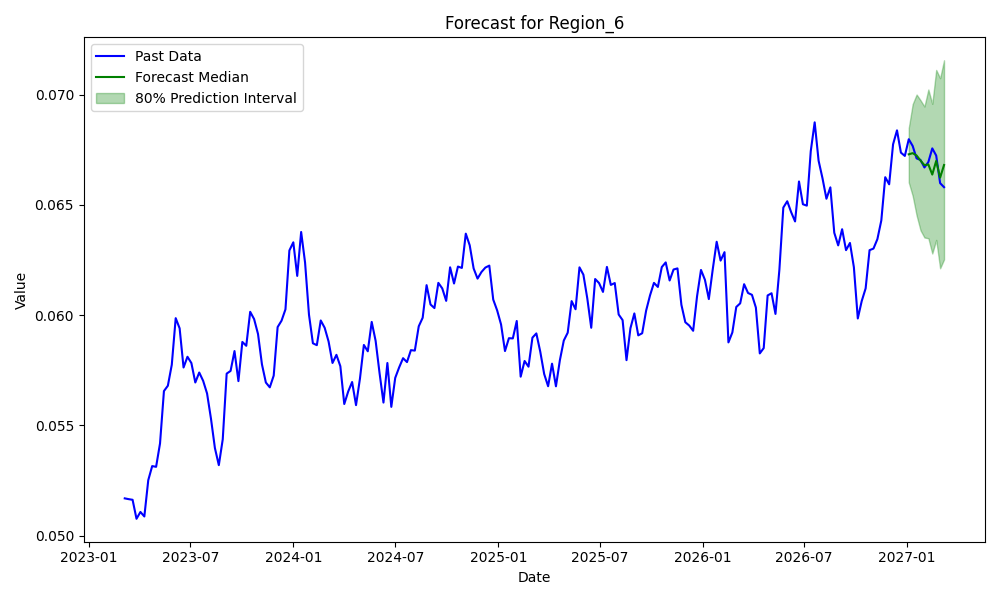 Forecast for Region_6
Past Data
Forecast Median
80% Prediction Interval
Value
0.070
0.065
0.060
0.055
0.050
2023-01 2023-07 2024-01 2024-07 2025-01 2025-07 2026-01 2026-07 2027-01
Date